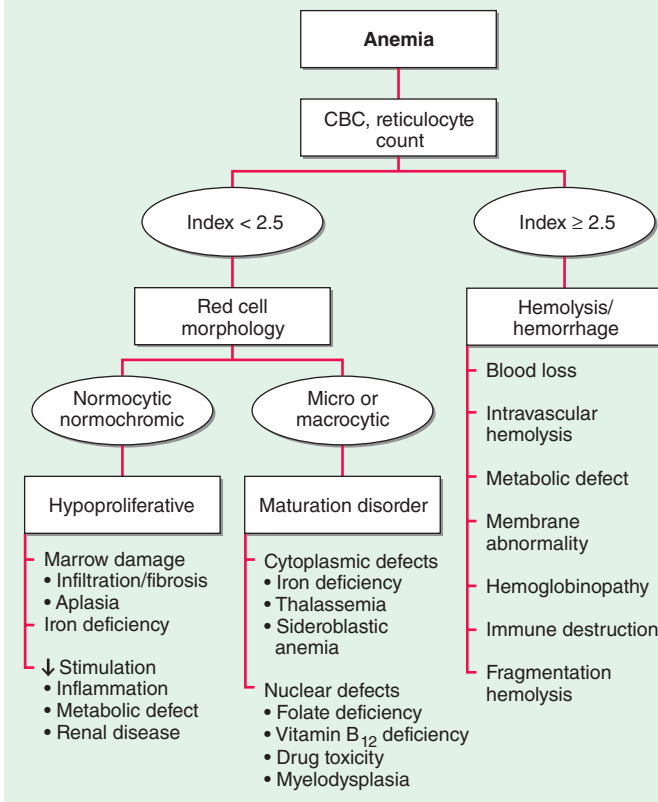 Anemia
CBC, reticulocyte
count
Index < 2.5
Index ≥ 2.5
Red cell
morphology
Hemolysis/
hemorrhage
Normocytic
normochromic
Micro or
macrocytic
Hypoproliferative
Maturation disorder
Marrow damage
• Infiltration/fibrosis
• Aplasia
Iron deficiency
↓ Stimulation
• Inflammation
• Metabolic defect
• Renal disease
Cytoplasmic defects
• Iron deficiency
• Thalassemia
• Sideroblastic
anemia
Nuclear defects
• Folate deficiency
• Vitamin B12 deficiency
• Drug toxicity
• Myelodysplasia
Blood loss
Intravascular
hemolysis
Metabolic defect
Membrane
abnormality
Hemoglobinopathy
Immune destruction
Fragmentation
hemolysis